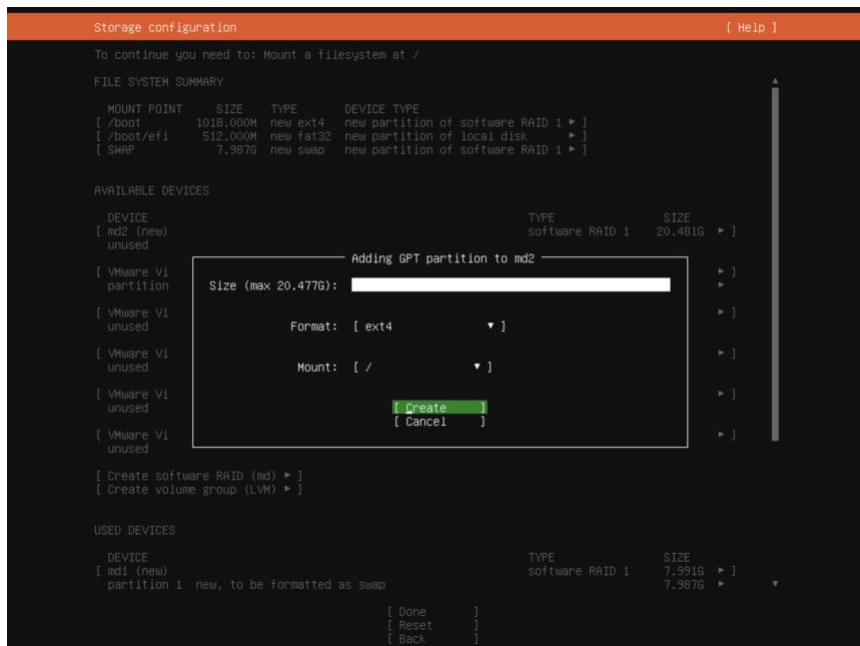 Storage configuration [ Help ]
To continue you need to: Mount a filesystem at /
FILE SYSTEM SUMMARY
MOUNT POINT SIZE TYPE DEVICE TYPE
[ /boot 1018.000M new ext4 new partition of software RAID 1 ▸ ]
[ /boot/efi 512.000M new fat32 new partition of local disk ▸ ]
[ SWAP 7.987G new swap new partition of software RAID 1 ▸ ]
AVAILABLE DEVICES
DEVICE TYPE SIZE
[ md2 (new) software RAID 1 20.481G ▸ ]
unused
Adding GPT partition to md2
[ VMware Vi ▸ ]
partition ▸
Size (max 20.477G):
[ VMware Vi ▸ ]
unused
Format: [ ext4 ▾ ]
[ VMware Vi ▸ ]
unused
Mount: [ / ▾ ]
[ VMware Vi ▸ ]
unused
[ Create ]
[ Cancel ]
[ VMware Vi ▸ ]
unused
[ Create software RAID (md) ▸ ]
[ Create volume group (LVM) ▸ ]
USED DEVICES
DEVICE TYPE SIZE
[ md1 (new) software RAID 1 7.991G ▸ ]
partition 1 new, to be formatted as swap 7.987G ▸
[ Done ]
[ Reset ]
[ Back ]